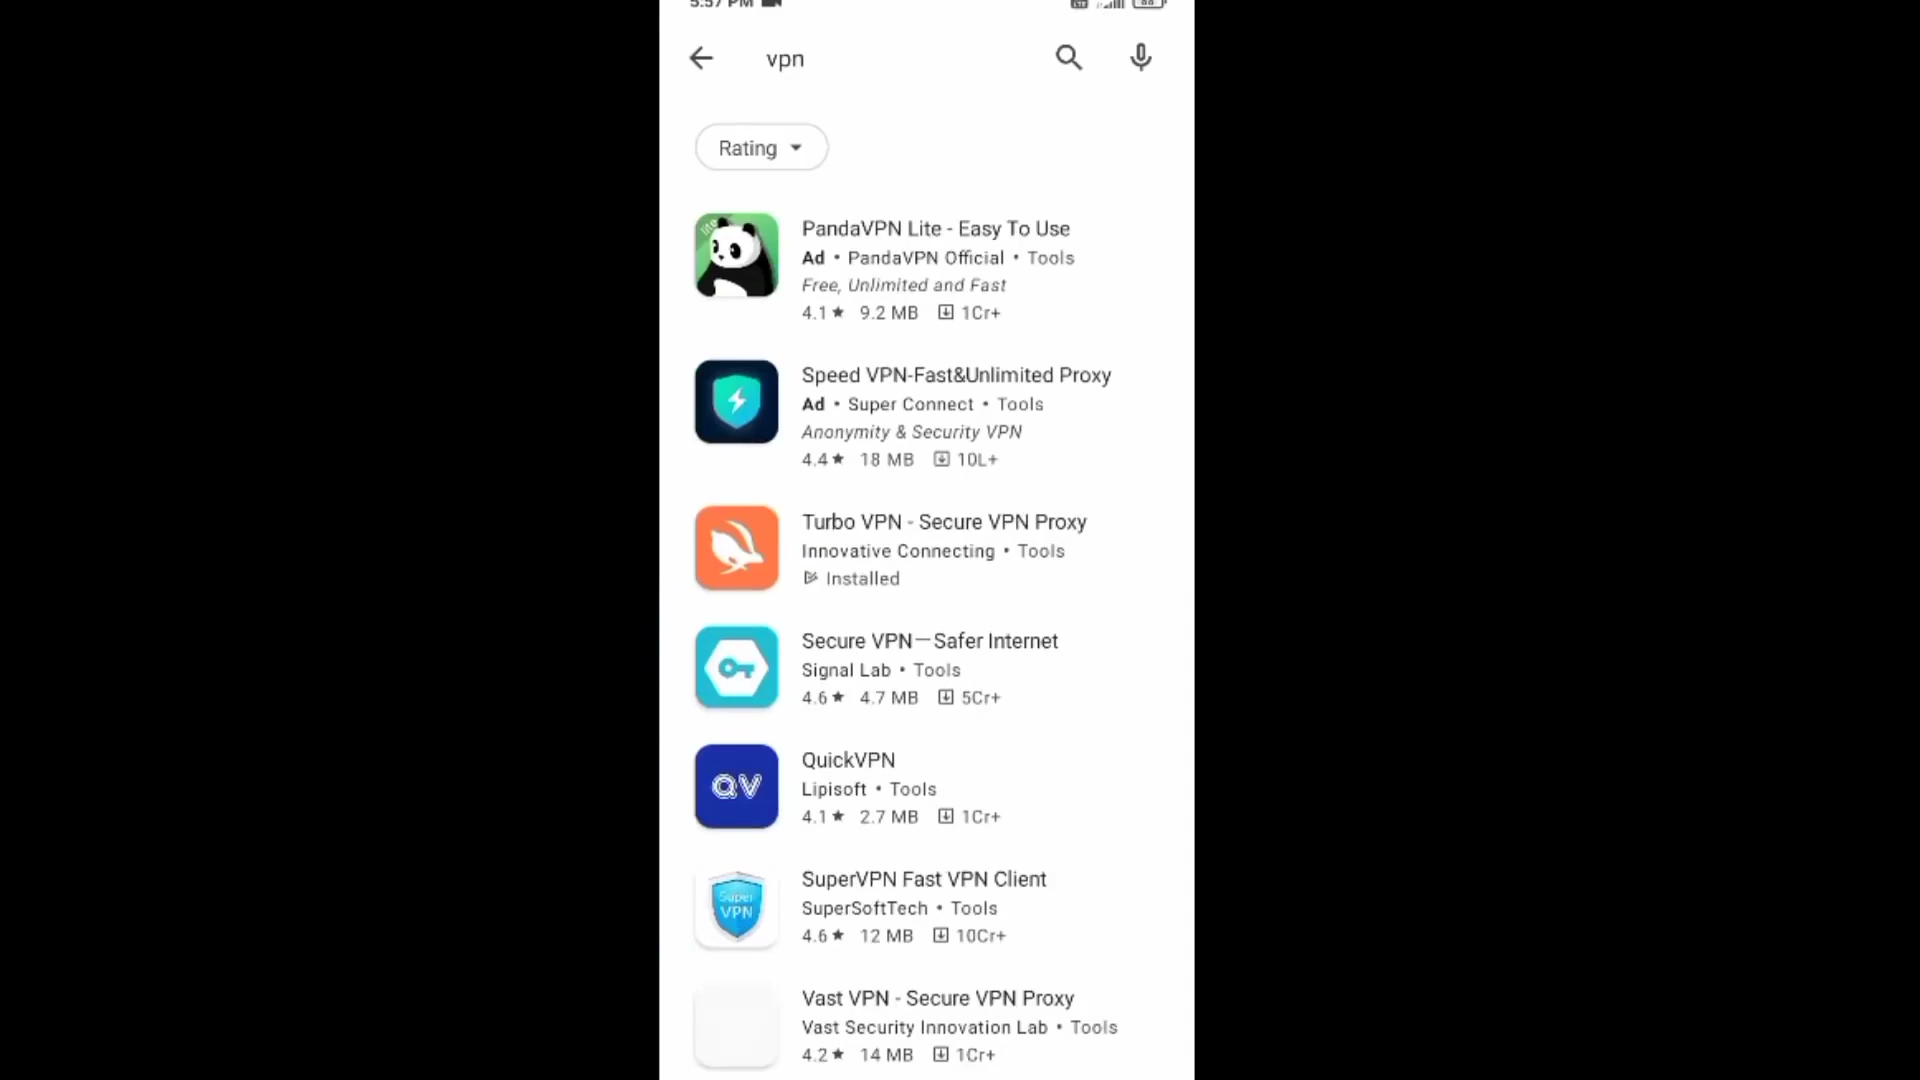 5:57 PM
vpn
Rating
lite
PandaVPN Lite - Easy To Use
Ad • PandaVPN Official • Tools
Free, Unlimited and Fast
4.1★ 9.2 MB 1Cr+
Speed VPN-Fast&Unlimited Proxy
Ad • Super Connect • Tools
Anonymity & Security VPN
4.4★ 18 MB 10L+
Turbo VPN - Secure VPN Proxy
Innovative Connecting • Tools
Installed
Secure VPN—Safer Internet
Signal Lab • Tools
4.6★ 4.7 MB 5Cr+
QV
QuickVPN
Lipisoft • Tools
4.1★ 2.7 MB 1Cr+
Super
VPN
SuperVPN Fast VPN Client
SuperSoftTech • Tools
4.6★ 12 MB 10Cr+
Vast VPN - Secure VPN Proxy
Vast Security Innovation Lab • Tools
4.2★ 14 MB 1Cr+